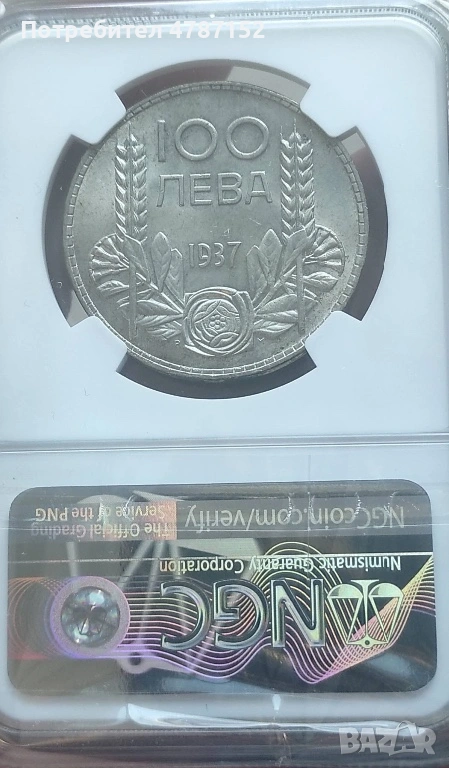 Потребител 4787152
100
ЛЕВА
1937
NGCcoin.com/verify
The Official Grading
Service of the PNG
Numismatic Guaranty Corporation
NGC
BAZAR